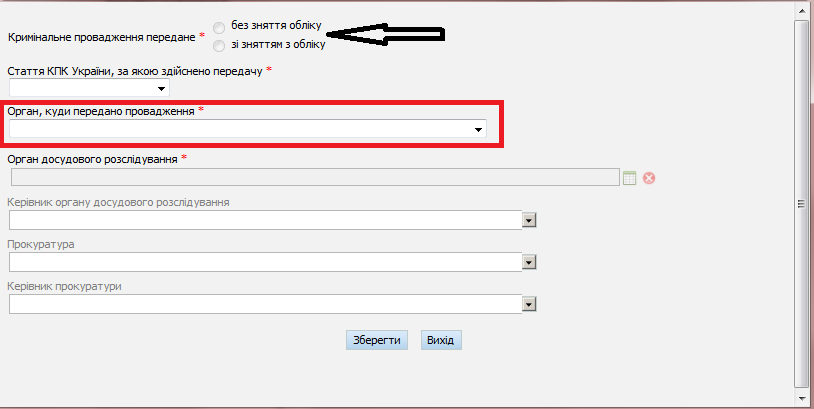 без зняття обліку
Кримінальне провадження передане *
зі зняттям з обліку
Стаття КПК України, за якою здійснено передачу *
Орган, куди передано провадження *
Орган досудового розслідування *
Керівник органу досудового розслідування
Прокуратура
Керівник прокуратури
Зберегти Вихід